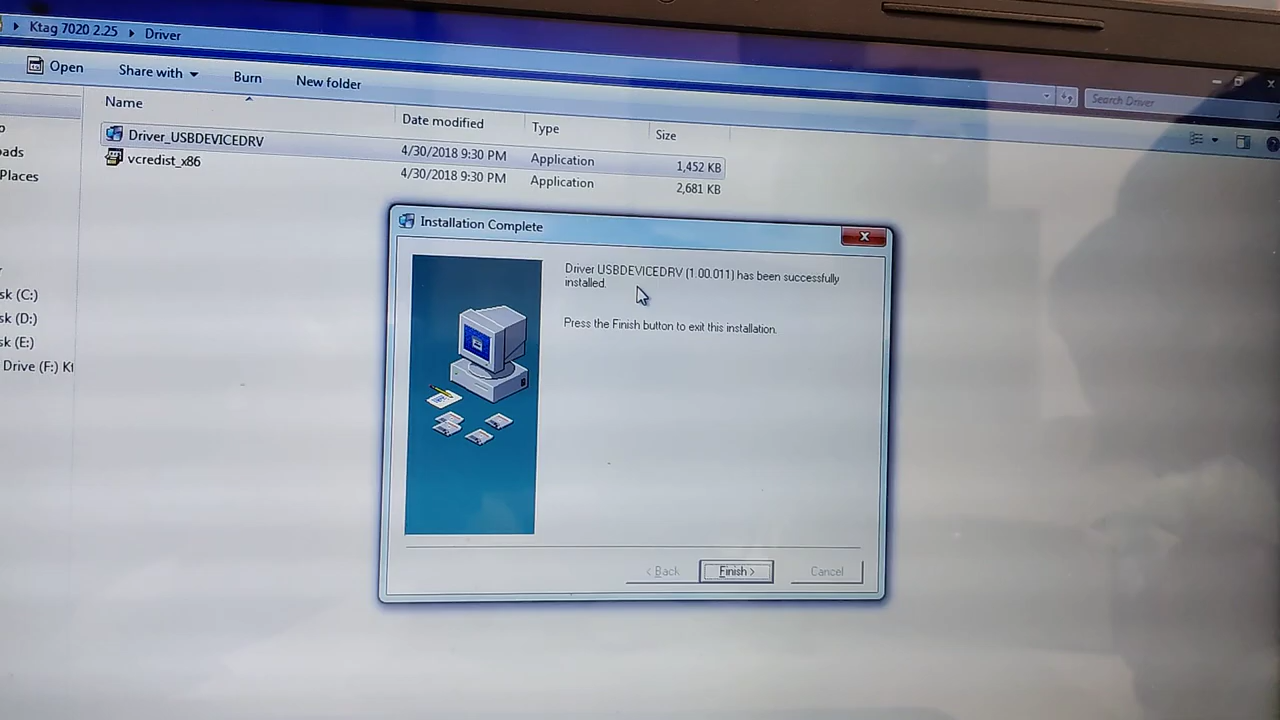 Ktag 7020 2.25 Driver
Open Share with Burn New folder
Search Driver
Name Date modified Type Size
Driver_USBDEVICEDRV 4/30/2018 9:30 PM Application 1,452 KB
vcredist_x86 4/30/2018 9:30 PM Application 2,681 KB
Places
sk (C:)
sk (D:)
sk (E:)
Drive (F:) Kt
Installation Complete
Driver USBDEVICEDRV (1.00.011) has been successfully
installed.
Press the Finish button to exit this installation.
< Back Finish > Cancel